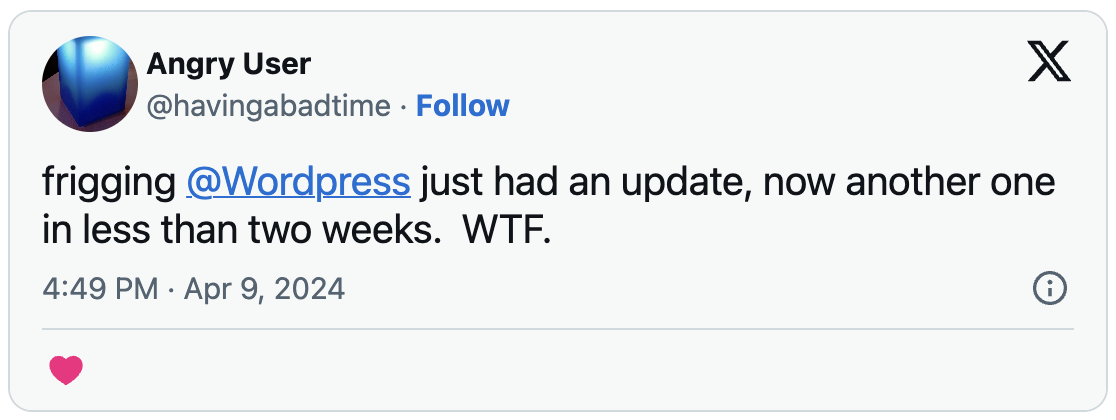 Angry User
@havingabadtime · Follow
frigging @Wordpress just had an update, now another one
in less than two weeks.  WTF.
4:49 PM · Apr 9, 2024